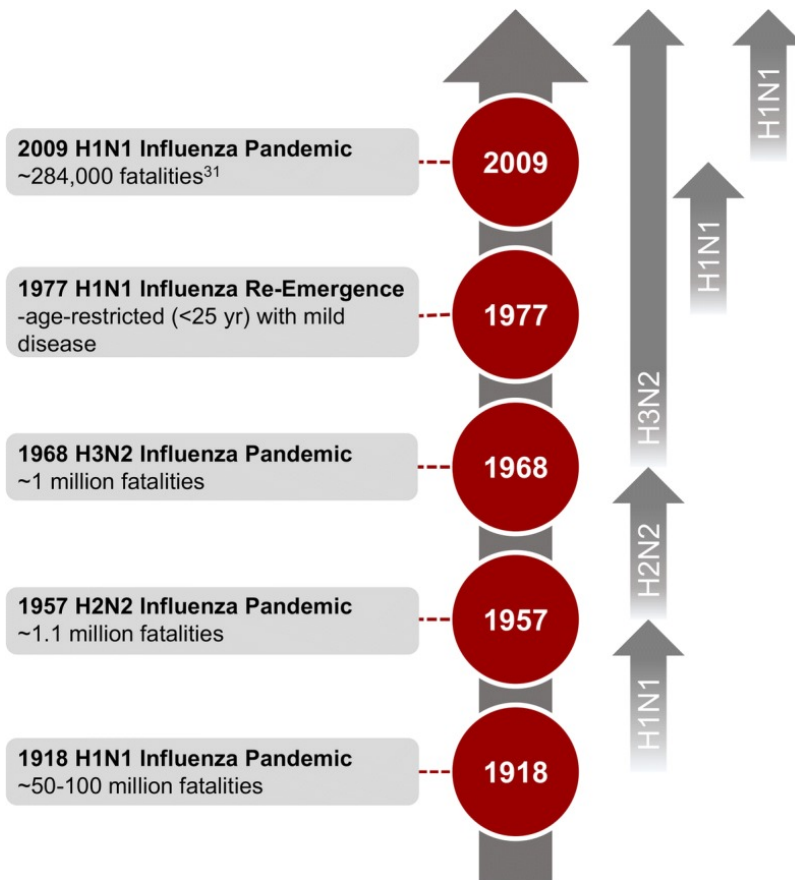 2009 H1N1 Influenza Pandemic
~284,000 fatalities³¹
2009
H1N1
1977 H1N1 Influenza Re-Emergence
-age-restricted (<25 yr) with mild
disease
1977
H1N1
1968 H3N2 Influenza Pandemic
~1 million fatalities
1968
H3N2
1957 H2N2 Influenza Pandemic
~1.1 million fatalities
1957
H2N2
1918 H1N1 Influenza Pandemic
~50-100 million fatalities
1918
H1N1